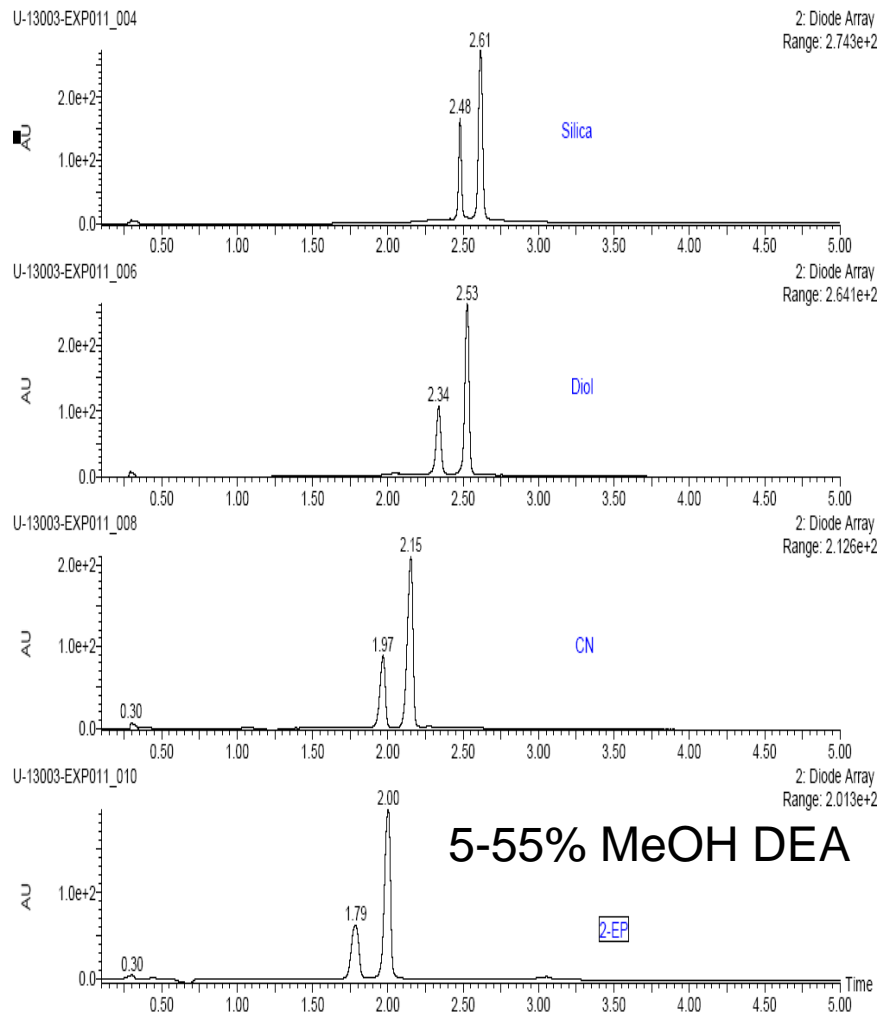 U-13003-EXP011_004
2: Diode Array
Range: 2.743e+2
2.61
2.0e+2
2.48
Silica
AU
1.0e+2
0.0
0.50 1.00 1.50 2.00 2.50 3.00 3.50 4.00 4.50 5.00
U-13003-EXP011_006
2: Diode Array
Range: 2.641e+2
2.53
2.0e+2
2.34
Diol
AU
1.0e+2
0.0
0.50 1.00 1.50 2.00 2.50 3.00 3.50 4.00 4.50 5.00
U-13003-EXP011_008
2: Diode Array
Range: 2.126e+2
2.15
2.0e+2
1.97
CN
AU
1.0e+2
0.30
0.0
0.50 1.00 1.50 2.00 2.50 3.00 3.50 4.00 4.50 5.00
U-13003-EXP011_010
2: Diode Array
Range: 2.013e+2
2.00
5-55% MeOH DEA
AU
1.0e+2
1.79
2-EP
0.30
0.0
Time
0.50 1.00 1.50 2.00 2.50 3.00 3.50 4.00 4.50 5.00